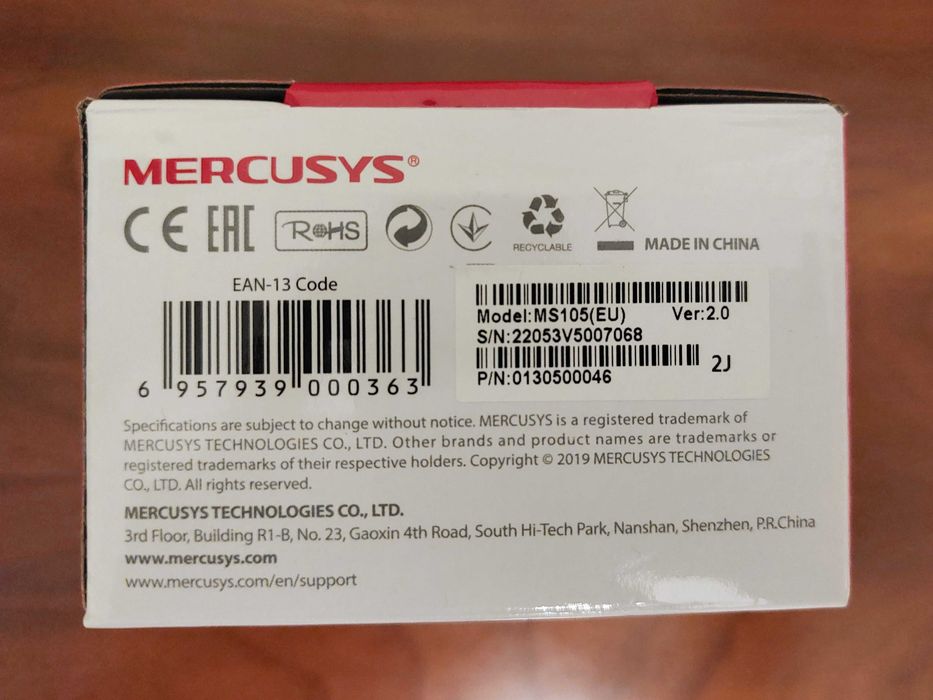 MERCUSYS®
CE EAC RoHS RECYCLABLE MADE IN CHINA
EAN-13 Code
6 957939 000363
Model:MS105(EU) Ver:2.0
S/N:22053V5007068
P/N:0130500046 2J
Specifications are subject to change without notice. MERCUSYS is a registered trademark of
MERCUSYS TECHNOLOGIES CO., LTD. Other brands and product names are trademarks or
registered trademarks of their respective holders. Copyright © 2019 MERCUSYS TECHNOLOGIES
CO., LTD. All rights reserved.
MERCUSYS TECHNOLOGIES CO., LTD.
3rd Floor, Building R1-B, No. 23, Gaoxin 4th Road, South Hi-Tech Park, Nanshan, Shenzhen, P.R.China
www.mercusys.com
www.mercusys.com/en/support